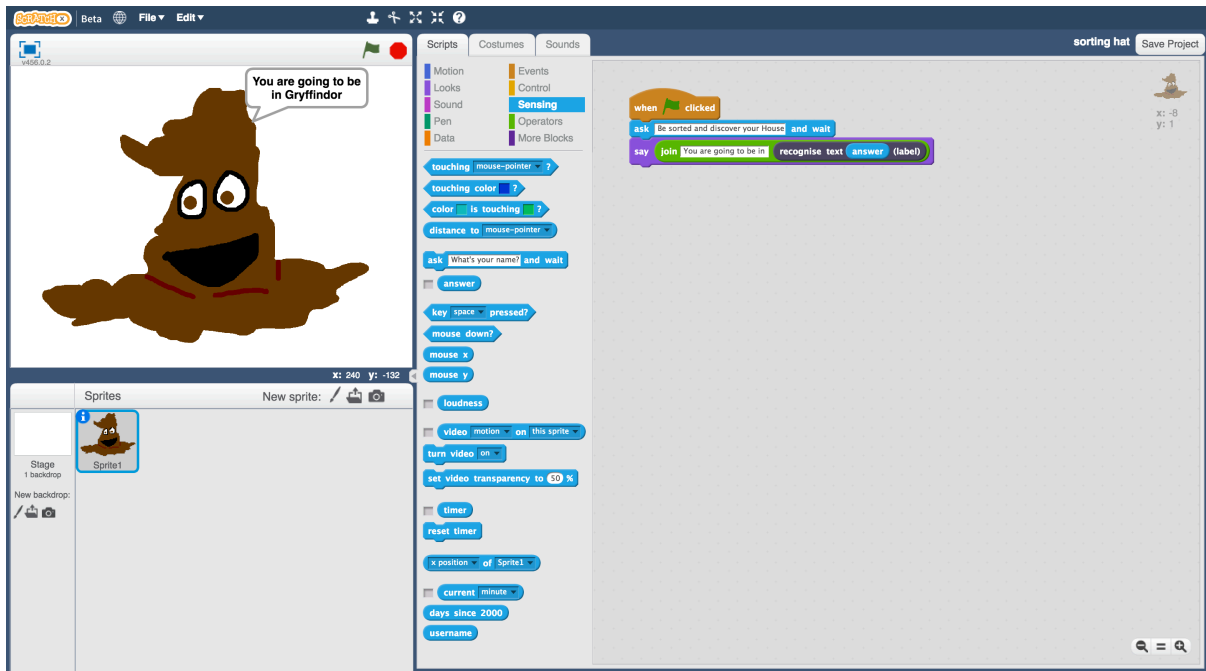 SCRATCHX Beta File▾ Edit▾
v456.0.2
You are going to be
in Gryffindor
x: 240 y: -132
Sprites New sprite:
Stage
1 backdrop
New backdrop:
Sprite1
Scripts Costumes Sounds
sorting hat Save Project
Motion Events
Looks Control
Sound Sensing
Pen Operators
Data More Blocks
touching mouse-pointer ?
touching color ?
color is touching ?
distance to mouse-pointer
ask What's your name? and wait
answer
key space pressed?
mouse down?
mouse x
mouse y
loudness
video motion on this sprite
turn video on
set video transparency to 50 %
timer
reset timer
x position of Sprite1
current minute
days since 2000
username
when clicked
ask Be sorted and discover your House and wait
say join You are going to be in recognise text answer (label)
x: -8
y: 1